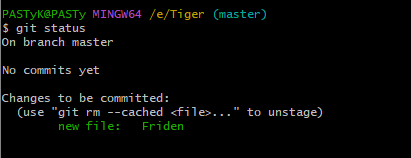 PASTyK@PASTy MINGW64 /e/Tiger (master)
$ git status
On branch master
No commits yet
Changes to be committed:
(use "git rm --cached <file>..." to unstage)
new file: Friden